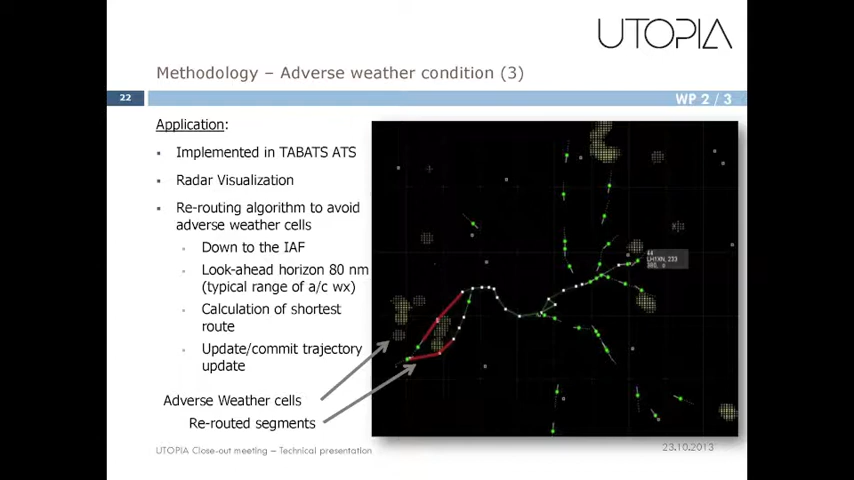 UTOPIA
Methodology – Adverse weather condition (3)
22
WP 2 / 3
Application:
Implemented in TABATS ATS
Radar Visualization
Re-routing algorithm to avoid
adverse weather cells
Down to the IAF
Look-ahead horizon 80 nm
(typical range of a/c wx)
Calculation of shortest
route
Update/commit trajectory
update
Adverse Weather cells
Re-routed segments
UTOPIA Close-out meeting – Technical presentation
23.10.2013